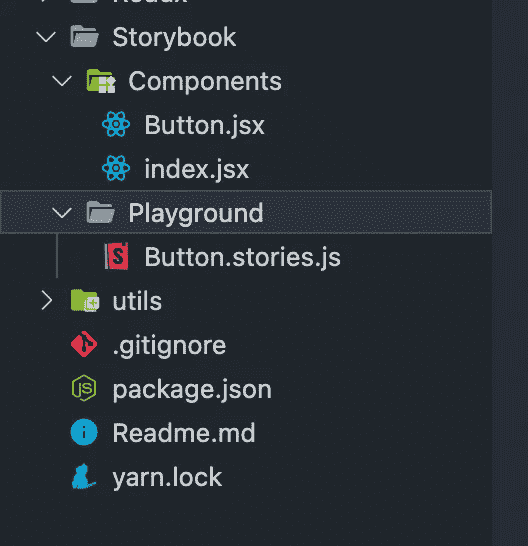 Storybook
Components
Button.jsx
index.jsx
Playground
Button.stories.js
utils
.gitignore
package.json
Readme.md
yarn.lock